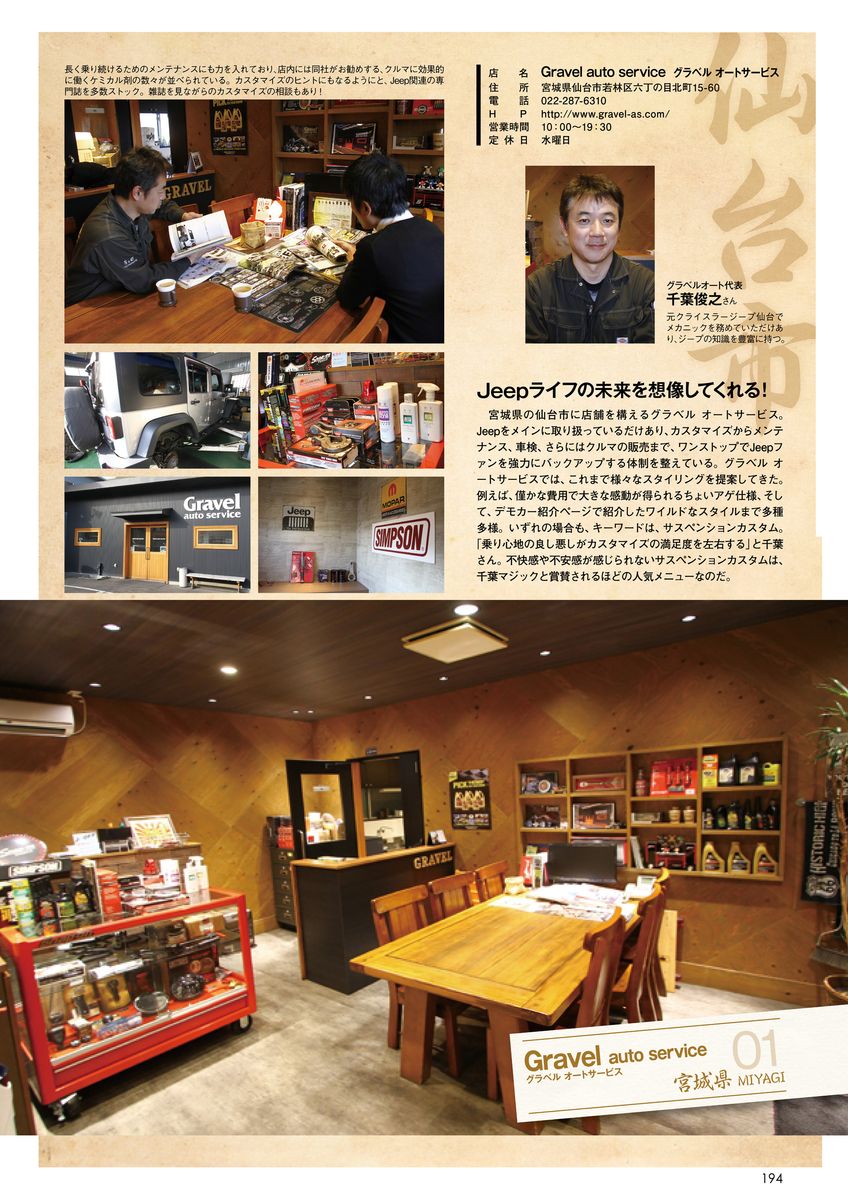 長く乗り続けるためのメンテナンスにも力を入れており、店内には同社がお勧めする、クルマに効果的
に働くケミカル剤の数々が並べられている。カスタマイズのヒントにもなるようにと、Jeep関連の専
門誌を多数ストック。雑誌を見ながらのカスタマイズの相談もあり！
店　名　Gravel auto service グラベル オートサービス
住　所　宮城県仙台市若林区六丁の目北町15-60
電　話　022-287-6310
H　P　http://www.gravel-as.com/
営業時間　10：00〜19：30
定 休 日　水曜日
仙台市
GRAVEL
グラベルオート代表
千葉俊之さん
元クライスラージープ仙台で
メカニックを務めていただけあ
り、ジープの知識を豊富に持つ。
Jeepライフの未来を想像してくれる！
宮城県の仙台市に店舗を構えるグラベル オートサービス。
Jeepをメインに取り扱っているだけあり、カスタマイズからメンテ
ナンス、車検、さらにはクルマの販売まで、ワンストップでJeepフ
ァンを強力にバックアップする体制を整えている。グラベル オ
ートサービスでは、これまで様々なスタイリングを提案してきた。
例えば、僅かな費用で大きな感動が得られるちょいアゲ仕様、そし
て、デモカー紹介ページで紹介したワイルドなスタイルまで多種
多様。いずれの場合も、キーワードは、サスペンションカスタム。
「乗り心地の良し悪しがカスタマイズの満足度を左右する」と千葉
さん。不快感や不安感が感じられないサスペンションカスタムは、
千葉マジックと賞賛されるほどの人気メニューなのだ。
Gravel
auto service
Jeep
MOPAR
SIMPSON
PICK
GRAVEL
SIMPSON
HISTORIC HIGH
66
Gravel auto service 01
グラベル オートサービス
宮城県 MIYAGI
194